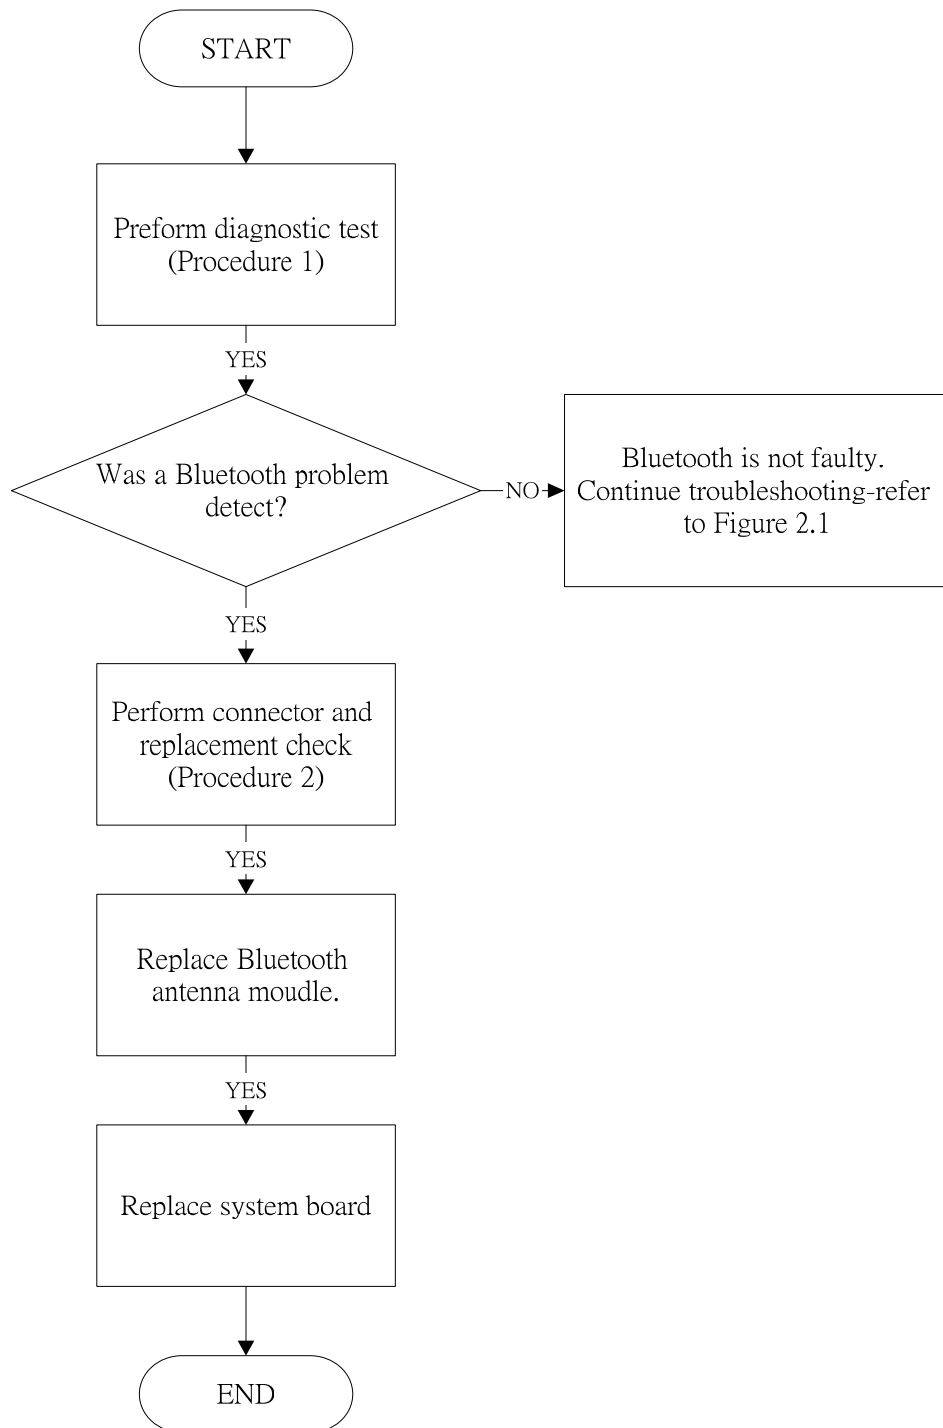 START
Preform diagnostic test
(Procedure 1)
YES
Was a Bluetooth problem
detect?
NO
Bluetooth is not faulty.
Continue troubleshooting-refer
to Figure 2.1
YES
Perform connector and
replacement check
(Procedure 2)
YES
Replace Bluetooth
antenna moudle.
YES
Replace system board
END